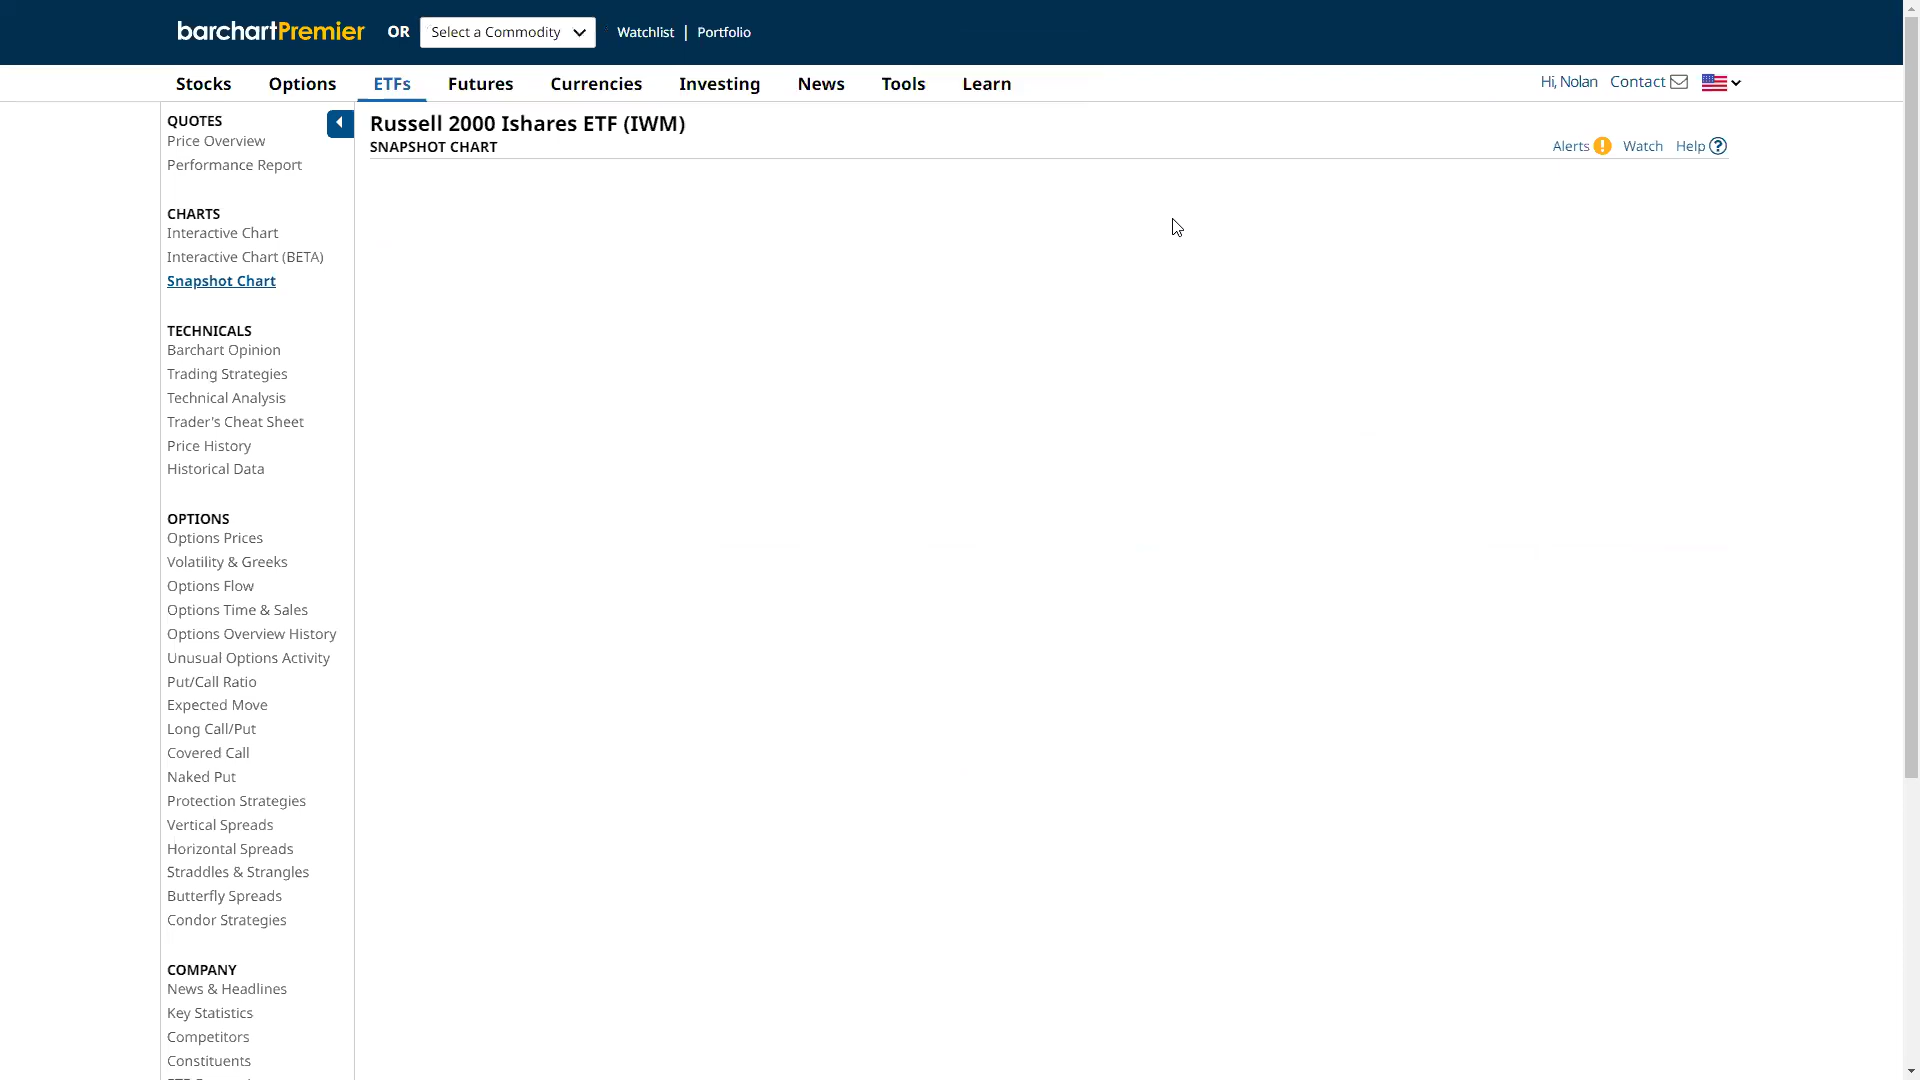 barchartPremier OR Select a Commodity Watchlist | Portfolio
Stocks Options ETFs Futures Currencies Investing News Tools Learn Hi, Nolan Contact
QUOTES
Price Overview
Performance Report
CHARTS
Interactive Chart
Interactive Chart (BETA)
Snapshot Chart
TECHNICALS
Barchart Opinion
Trading Strategies
Technical Analysis
Trader's Cheat Sheet
Price History
Historical Data
OPTIONS
Options Prices
Volatility & Greeks
Options Flow
Options Time & Sales
Options Overview History
Unusual Options Activity
Put/Call Ratio
Expected Move
Long Call/Put
Covered Call
Naked Put
Protection Strategies
Vertical Spreads
Horizontal Spreads
Straddles & Strangles
Butterfly Spreads
Condor Strategies
COMPANY
News & Headlines
Key Statistics
Competitors
Constituents
Russell 2000 Ishares ETF (IWM)
SNAPSHOT CHART
Alerts ! Watch Help ?